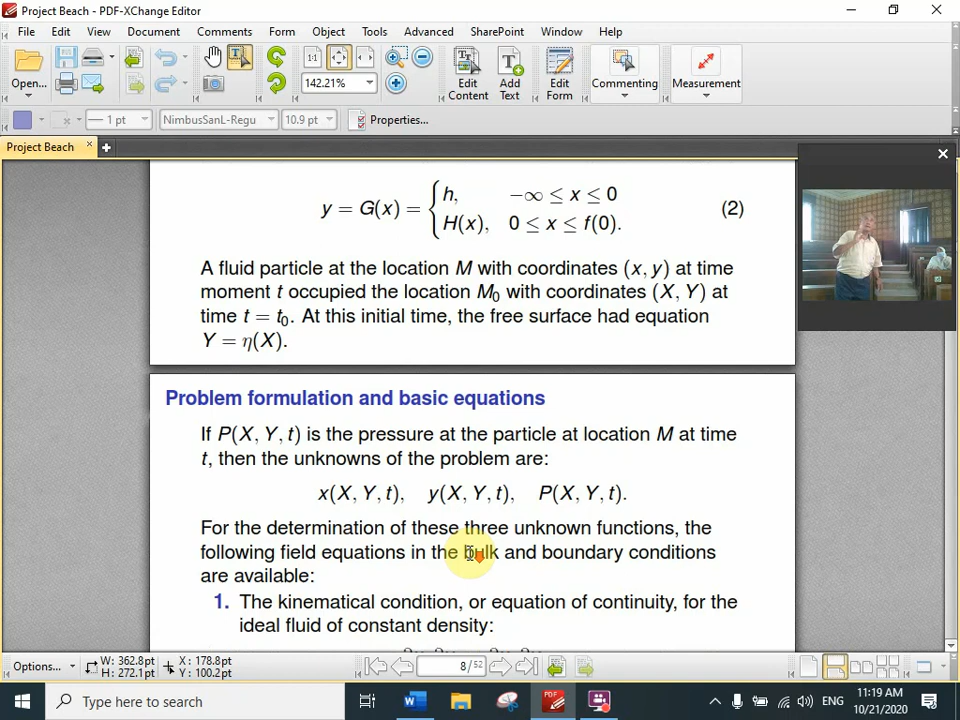 Project Beach - PDF-XChange Editor
File Edit View Document Comments Form Object Tools Advanced SharePoint Window Help
Open...
142.21%
Edit Content
Add Text
Edit Form
Commenting
Measurement
1 pt
NimbusSanL-Regu
10.9 pt
Properties...
Project Beach
y = G(x) = { h, −∞ ≤ x ≤ 0
H(x), 0 ≤ x ≤ f(0). (2)
A fluid particle at the location M with coordinates (x, y) at time
moment t occupied the location M₀ with coordinates (X, Y) at
time t = t₀. At this initial time, the free surface had equation
Y = η(X).
Problem formulation and basic equations
If P(X, Y, t) is the pressure at the particle at location M at time
t, then the unknowns of the problem are:
x(X, Y, t), y(X, Y, t), P(X, Y, t).
For the determination of these three unknown functions, the
following field equations in the bulk and boundary conditions
are available:
1. The kinematical condition, or equation of continuity, for the
ideal fluid of constant density:
Options...
W: 362.8pt
H: 272.1pt
X: 178.8pt
Y: 100.2pt
8/52
Type here to search
ENG
11:19 AM
10/21/2020